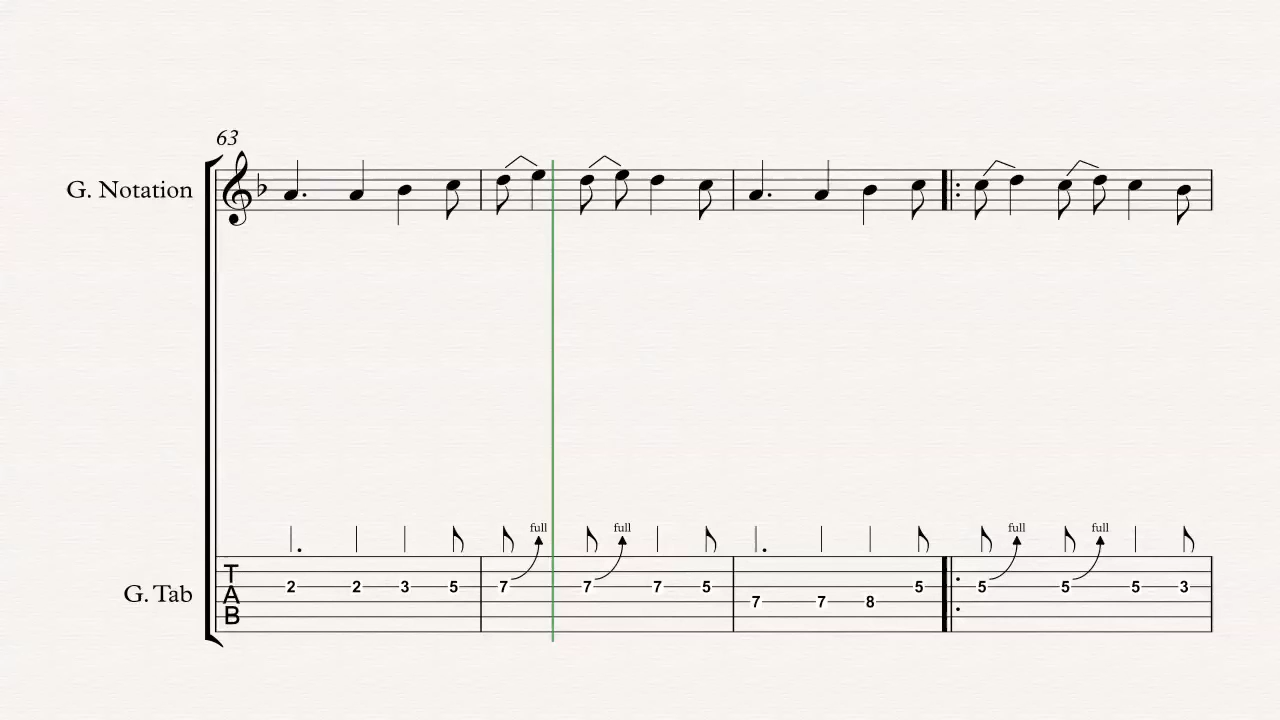 63
G. Notation
full full full full
T
A
B
2 2 3 5 7 7 7 5 7 7 8 5 5 5 5 3
G. Tab